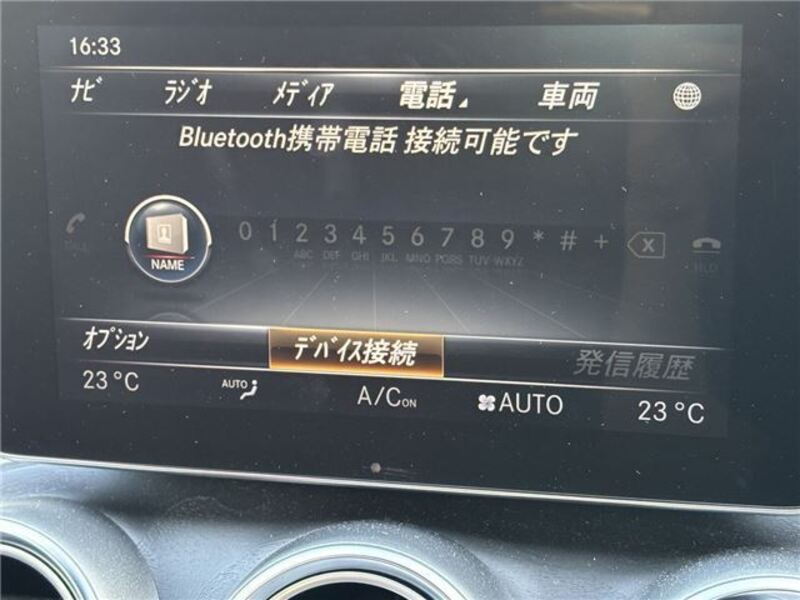 16:33
ナビ ラジオ メディア 電話 車両
Bluetooth携帯電話 接続可能です
0 1 2 3 4 5 6 7 8 9 * # + X
ABC DEF GHI JKL MNO PQRS TUV WXYZ
NAME
オプション デバイス接続 発信履歴
23°C AUTO A/C ON AUTO 23°C